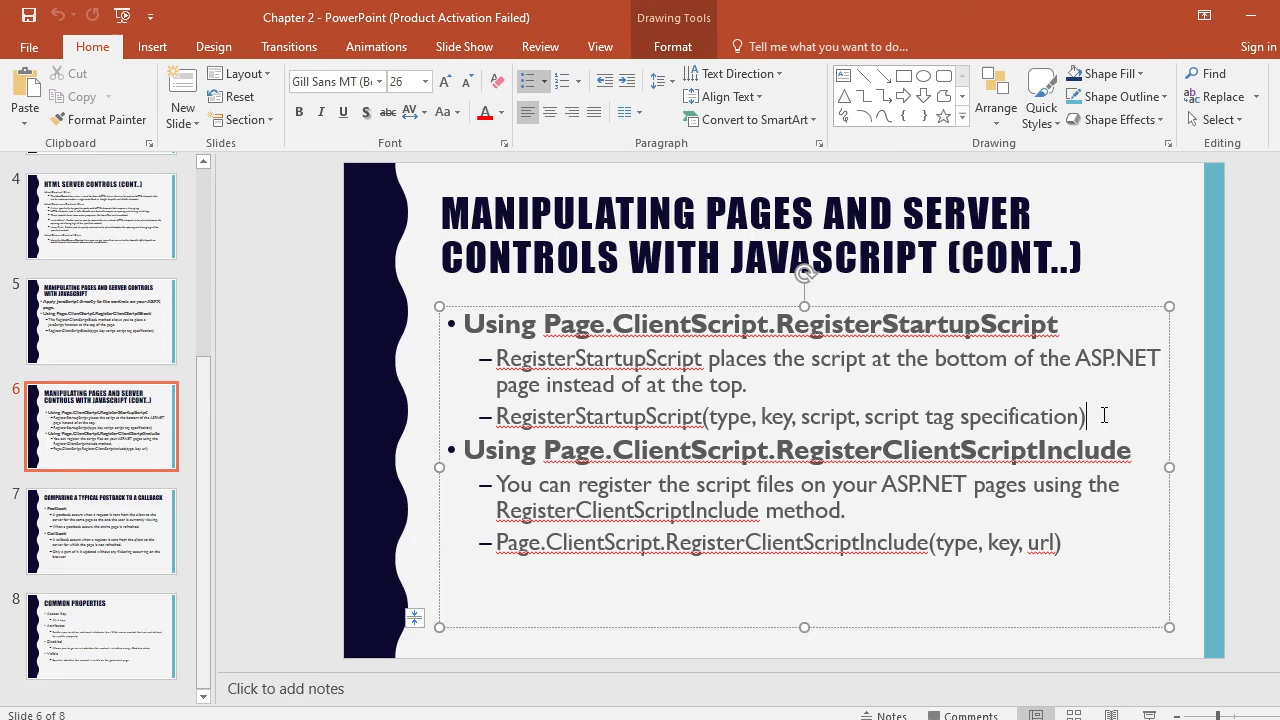 Chapter 2 - PowerPoint (Product Activation Failed)
Drawing Tools
Sign in
File
Home
Insert
Design
Transitions
Animations
Slide Show
Review
View
Format
Tell me what you want to do...
Paste
Cut
Copy
Format Painter
Clipboard
New Slide
Layout
Reset
Section
Slides
Gill Sans MT (B
26
B I U S abc AV Aa A
Font
Text Direction
Align Text
Convert to SmartArt
Paragraph
Arrange
Quick Styles
Shape Fill
Shape Outline
Shape Effects
Drawing
Find
Replace
Select
Editing
4
HTML SERVER CONTROLS (CONT..)
5
MANIPULATING PAGES AND SERVER CONTROLS
WITH JAVASCRIPT
6
MANIPULATING PAGES AND SERVER
CONTROLS WITH JAVASCRIPT (CONT..)
7
COMPARING A TYPICAL POSTBACK TO A CALLBACK
8
COMMON PROPERTIES
MANIPULATING PAGES AND SERVER
CONTROLS WITH JAVASCRIPT (CONT..)
• Using Page.ClientScript.RegisterStartupScript
– RegisterStartupScript places the script at the bottom of the ASP.NET
page instead of at the top.
– RegisterStartupScript(type, key, script, script tag specification)
• Using Page.ClientScript.RegisterClientScriptInclude
– You can register the script files on your ASP.NET pages using the
RegisterClientScriptInclude method.
– Page.ClientScript.RegisterClientScriptInclude(type, key, url)
Click to add notes
Slide 6 of 8
Notes
Comments